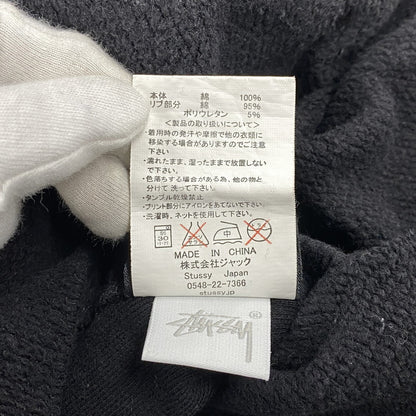 本体 綿 100%
リブ部分 綿 95%
ポリウレタン 5%
<製品の取り扱いについて>
・着用時の発汗や摩擦で他の衣類に
移染する場合がありますのでご注意
下さい。
・濡れたまま、湿ったままで放置しない
で下さい。
・色落ちする場合がある為、他の物と
分けて 洗って下さい。
・タンブル乾燥禁止
・プリント部分にアイロンをあてないで下さい。
・洗濯時、ネットを使用して下さい。
中
MADE IN CHINA
株式会社ジャック
Stussy Japan
0548-22-7366
stussy.jp
Stüssy ®